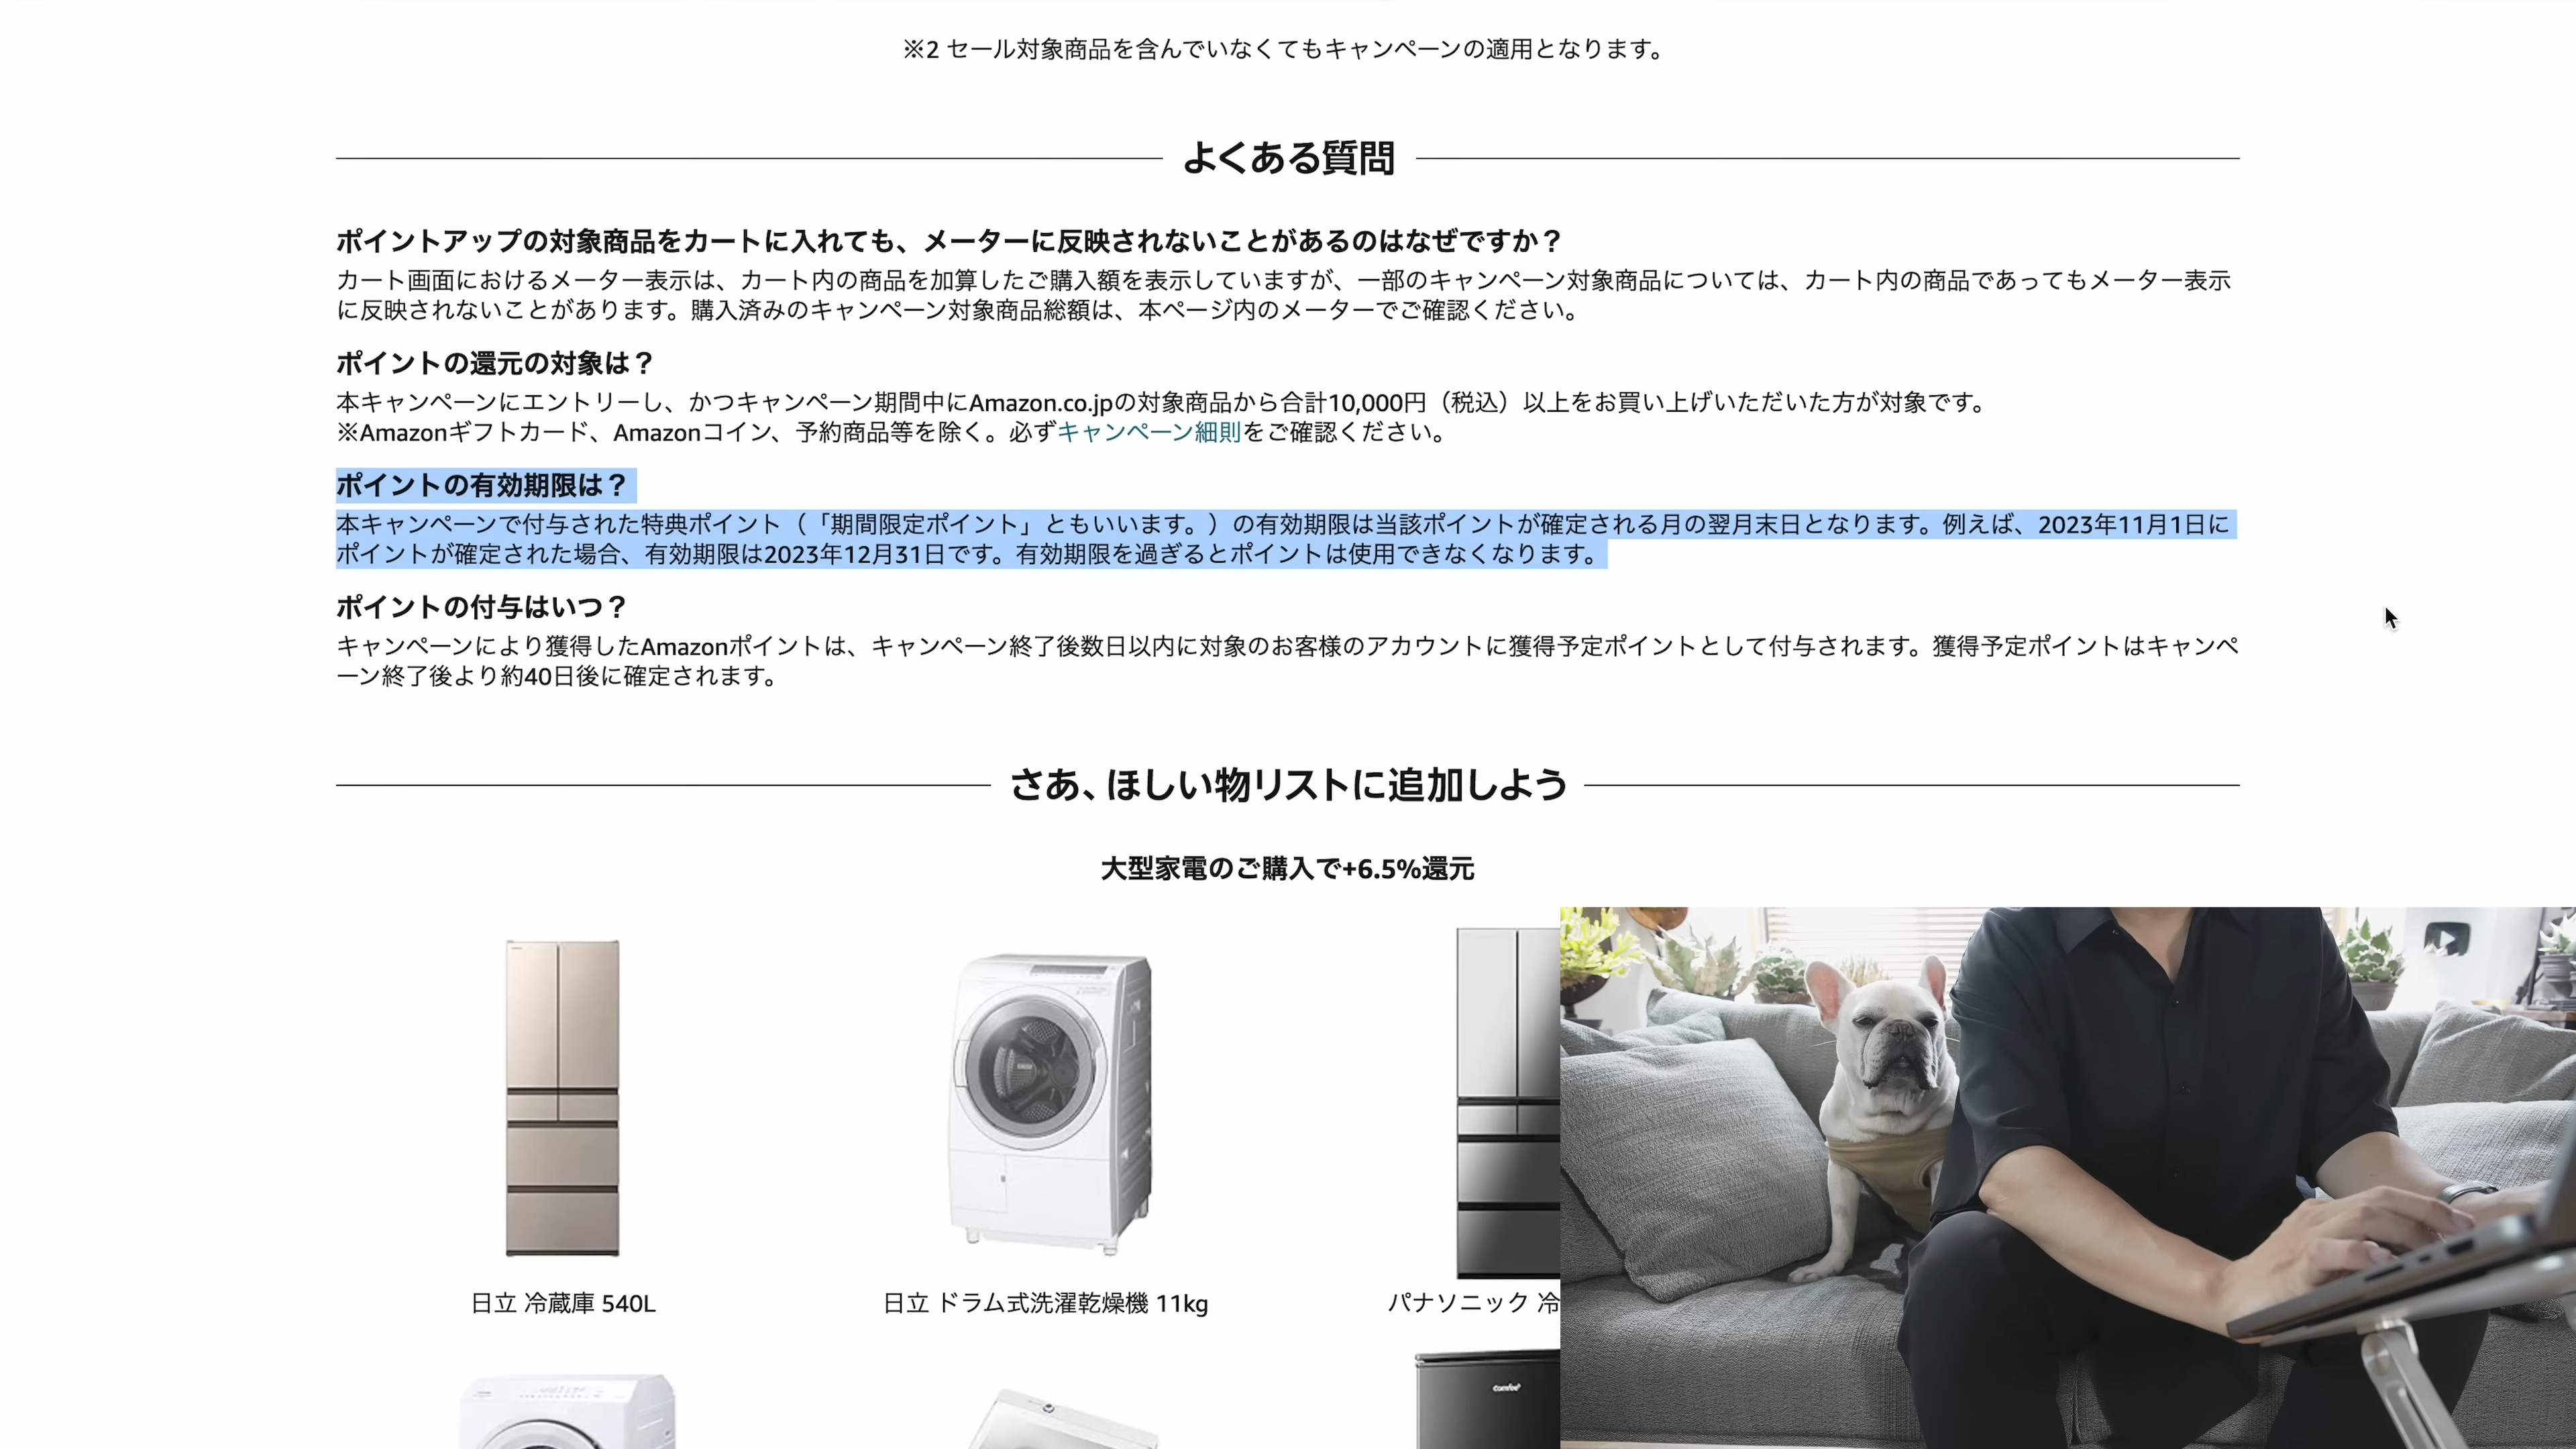 ※2 セール対象商品を含んでいなくてもキャンペーンの適用となります。
よくある質問
ポイントアップの対象商品をカートに入れても、メーターに反映されないことがあるのはなぜですか？
カート画面におけるメーター表示は、カート内の商品を加算したご購入額を表示していますが、一部のキャンペーン対象商品については、カート内の商品であってもメーター表示
に反映されないことがあります。購入済みのキャンペーン対象商品総額は、本ページ内のメーターでご確認ください。
ポイントの還元の対象は？
本キャンペーンにエントリーし、かつキャンペーン期間中にAmazon.co.jpの対象商品から合計10,000円（税込）以上をお買い上げいただいた方が対象です。
※Amazonギフトカード、Amazonコイン、予約商品等を除く。必ずキャンペーン細則をご確認ください。
ポイントの有効期限は？
本キャンペーンで付与された特典ポイント（「期間限定ポイント」ともいいます。）の有効期限は当該ポイントが確定される月の翌月末日となります。例えば、2023年11月1日に
ポイントが確定された場合、有効期限は2023年12月31日です。有効期限を過ぎるとポイントは使用できなくなります。
ポイントの付与はいつ？
キャンペーンにより獲得したAmazonポイントは、キャンペーン終了後数日以内に対象のお客様のアカウントに獲得予定ポイントとして付与されます。獲得予定ポイントはキャンペ
ーン終了後より約40日後に確定されます。
さあ、ほしい物リストに追加しよう
大型家電のご購入で+6.5%還元
日立 冷蔵庫 540L
日立 ドラム式洗濯乾燥機 11kg
パナソニック 冷
comfee'